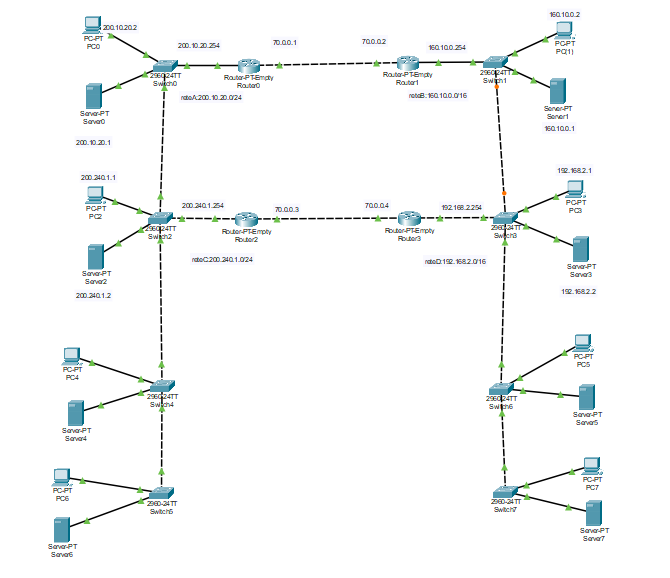 200.10.20.2
PC-PT
PC0
200.10.20.254
70.0.0.1
70.0.0.2
160.10.0.254
160.10.0.2
PC-PT
PC(1)
2960-24TT
Switch0
Router-PT-Empty
Router0
Router-PT-Empty
Router1
2960-24TT
Switch1
Server-PT
Server0
reteA:200.10.20.0/24
reteB:160.10.0.0/16
Server-PT
Server1
160.10.0.1
200.10.20.1
200.240.1.1
PC-PT
PC2
200.240.1.254
70.0.0.3
70.0.0.4
192.168.2.254
192.168.2.1
PC-PT
PC3
2960-24TT
Switch2
Router-PT-Empty
Router2
Router-PT-Empty
Router3
2960-24TT
Switch3
Server-PT
Server2
reteC:200.240.1.0/24
reteD:192.168.2.0/16
Server-PT
Server3
200.240.1.2
192.168.2.2
PC-PT
PC4
PC-PT
PC5
2960-24TT
Switch4
2960-24TT
Switch6
Server-PT
Server4
Server-PT
Server5
PC-PT
PC6
PC-PT
PC7
2960-24TT
Switch5
2960-24TT
Switch7
Server-PT
Server6
Server-PT
Server7